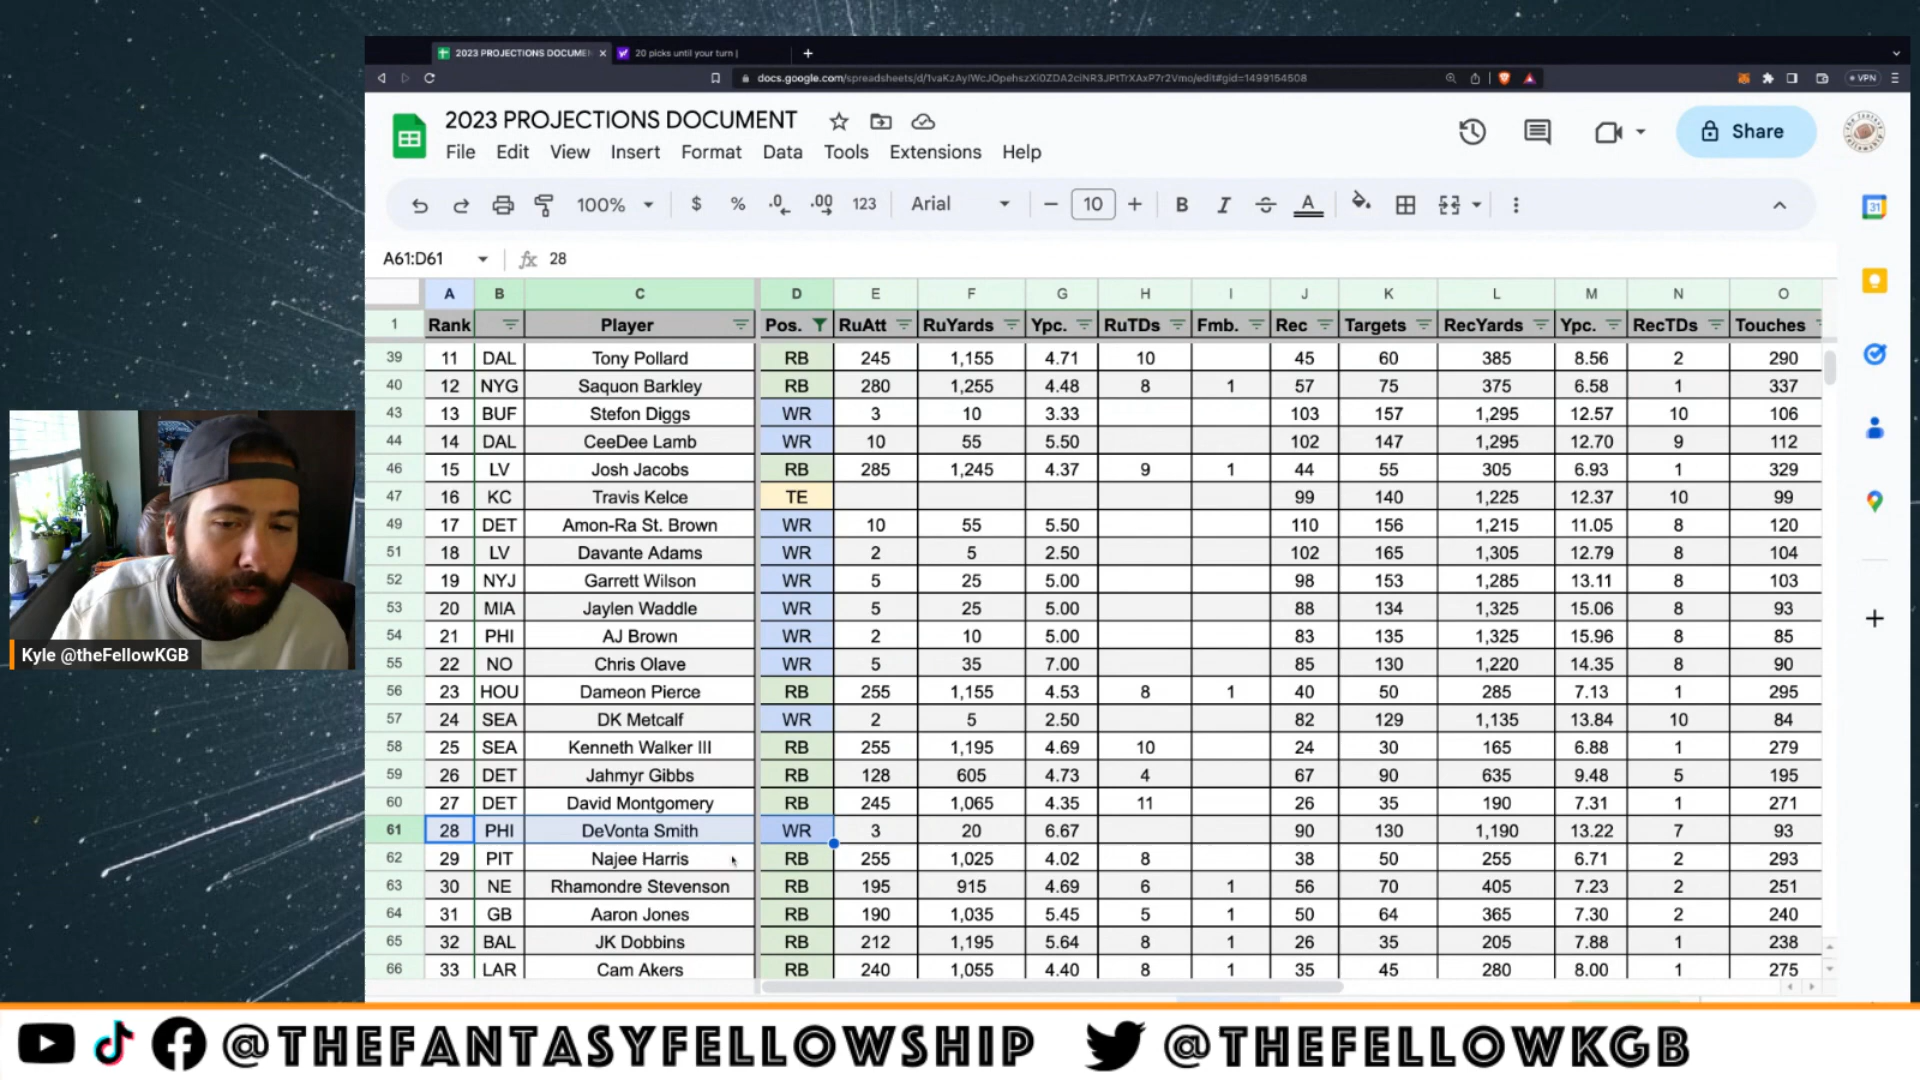 2023 PROJECTIONS DOCUMEN
20 picks until your turn |
docs.google.com/spreadsheets/d/1vaKzAyIWcJOpehszXi0ZDA2ciNR3JPtTrXAxP7r2Vmo/edit#gid=1499154508
VPN
2023 PROJECTIONS DOCUMENT
File Edit View Insert Format Data Tools Extensions Help
Share
100% $ % .0 .00 123 Arial 10 B I A
31
A61:D61 fx 28
A B C D E F G H I J K L M N O
1 Rank Player Pos. RuAtt RuYards Ypc. RuTDs Fmb. Rec Targets RecYards Ypc. RecTDs Touches
39 11 DAL Tony Pollard RB 245 1,155 4.71 10 45 60 385 8.56 2 290
40 12 NYG Saquon Barkley RB 280 1,255 4.48 8 1 57 75 375 6.58 1 337
43 13 BUF Stefon Diggs WR 3 10 3.33 103 157 1,295 12.57 10 106
44 14 DAL CeeDee Lamb WR 10 55 5.50 102 147 1,295 12.70 9 112
46 15 LV Josh Jacobs RB 285 1,245 4.37 9 1 44 55 305 6.93 1 329
47 16 KC Travis Kelce TE 99 140 1,225 12.37 10 99
49 17 DET Amon-Ra St. Brown WR 10 55 5.50 110 156 1,215 11.05 8 120
51 18 LV Davante Adams WR 2 5 2.50 102 165 1,305 12.79 8 104
52 19 NYJ Garrett Wilson WR 5 25 5.00 98 153 1,285 13.11 8 103
53 20 MIA Jaylen Waddle WR 5 25 5.00 88 134 1,325 15.06 8 93
54 21 PHI AJ Brown WR 2 10 5.00 83 135 1,325 15.96 8 85
55 22 NO Chris Olave WR 5 35 7.00 85 130 1,220 14.35 8 90
56 23 HOU Dameon Pierce RB 255 1,155 4.53 8 1 40 50 285 7.13 1 295
57 24 SEA DK Metcalf WR 2 5 2.50 82 129 1,135 13.84 10 84
58 25 SEA Kenneth Walker III RB 255 1,195 4.69 10 24 30 165 6.88 1 279
59 26 DET Jahmyr Gibbs RB 128 605 4.73 4 67 90 635 9.48 5 195
60 27 DET David Montgomery RB 245 1,065 4.35 11 26 35 190 7.31 1 271
61 28 PHI DeVonta Smith WR 3 20 6.67 90 130 1,190 13.22 7 93
62 29 PIT Najee Harris RB 255 1,025 4.02 8 38 50 255 6.71 2 293
63 30 NE Rhamondre Stevenson RB 195 915 4.69 6 1 56 70 405 7.23 2 251
64 31 GB Aaron Jones RB 190 1,035 5.45 5 1 50 64 365 7.30 2 240
65 32 BAL JK Dobbins RB 212 1,195 5.64 8 1 26 35 205 7.88 1 238
66 33 LAR Cam Akers RB 240 1,055 4.40 8 1 35 45 280 8.00 1 275
Kyle @theFellowKGB
@THEFANTASYFELLOWSHIP @THEFELLOWKGB